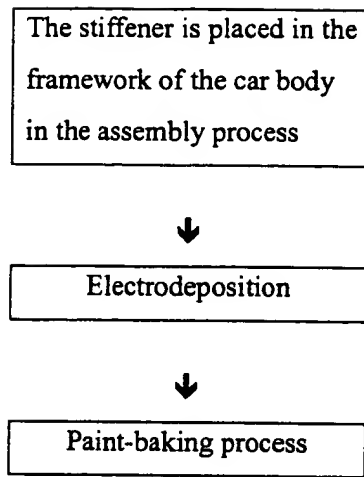 The stiffener is placed in the
framework of the car body
in the assembly process
Electrodeposition
Paint-baking process